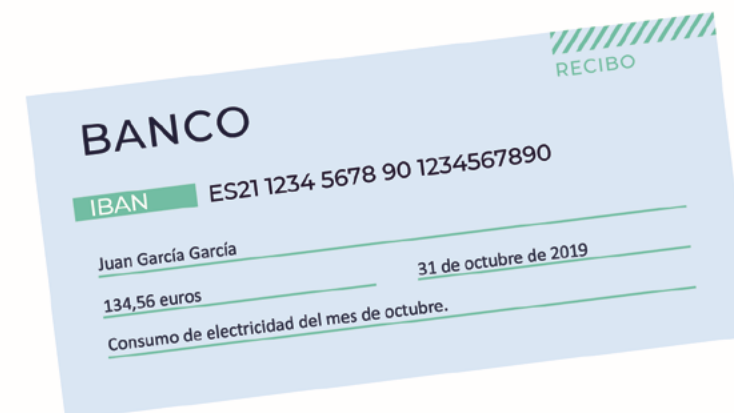 RECIBO
BANCO
IBAN ES21 1234 5678 90 1234567890
Juan García García
134,56 euros 31 de octubre de 2019
Consumo de electricidad del mes de octubre.